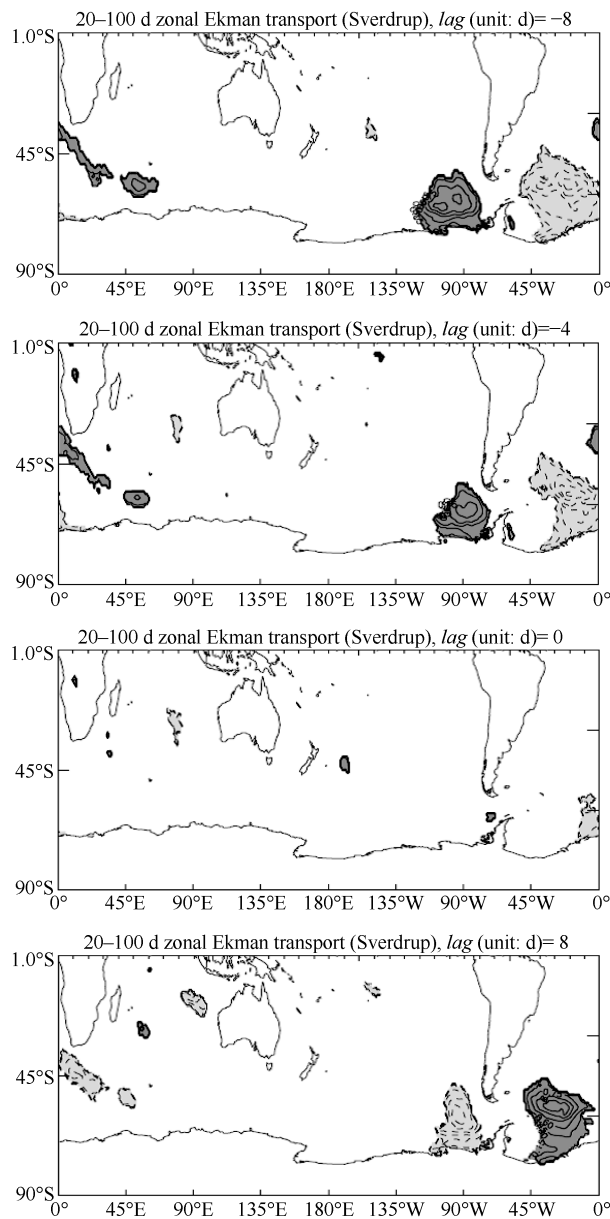 20–100 d zonal Ekman transport (Sverdrup), lag (unit: d)= −8
1.0°S
45°S
90°S
0° 45°E 90°E 135°E 180°E 135°W 90°W 45°W 0°
20–100 d zonal Ekman transport (Sverdrup), lag (unit: d)=−4
1.0°S
45°S
90°S
0° 45°E 90°E 135°E 180°E 135°W 90°W 45°W 0°
20–100 d zonal Ekman transport (Sverdrup), lag (unit: d)= 0
1.0°S
45°S
90°S
0° 45°E 90°E 135°E 180°E 135°W 90°W 45°W 0°
20–100 d zonal Ekman transport (Sverdrup), lag (unit: d)= 8
1.0°S
45°S
90°S
0° 45°E 90°E 135°E 180°E 135°W 90°W 45°W 0°